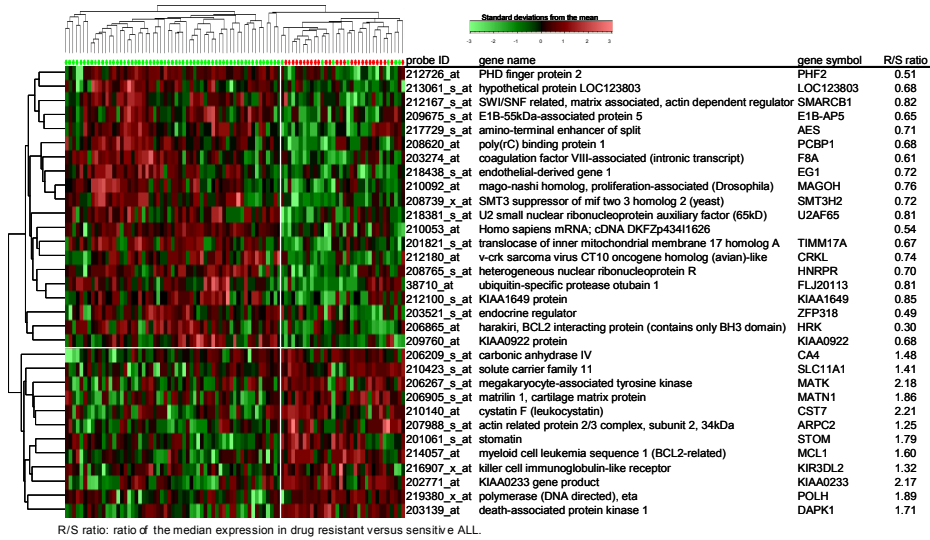 Standard deviations from the mean
-3 -2 -1 0 1 2 3
probe ID gene name gene symbol R/S ratio
212726_at PHD finger protein 2 PHF2 0.51
213061_s_at hypothetical protein LOC123803 LOC123803 0.68
212167_s_at SWI/SNF related, matrix associated, actin dependent regulator SMARCB1 0.82
209675_s_at E1B-55kDa-associated protein 5 E1B-AP5 0.65
217729_s_at amino-terminal enhancer of split AES 0.71
208620_at poly(rC) binding protein 1 PCBP1 0.68
203274_at coagulation factor VIII-associated (intronic transcript) F8A 0.61
218438_s_at endothelial-derived gene 1 EG1 0.72
210092_at mago-nashi homolog, proliferation-associated (Drosophila) MAGOH 0.76
208739_x_at SMT3 suppressor of mif two 3 homolog 2 (yeast) SMT3H2 0.72
218381_s_at U2 small nuclear ribonucleoprotein auxiliary factor (65kD) U2AF65 0.81
210053_at Homo sapiens mRNA; cDNA DKFZp434I1626 0.54
201821_s_at translocase of inner mitochondrial membrane 17 homolog A TIMM17A 0.67
212180_at v-crk sarcoma virus CT10 oncogene homolog (avian)-like CRKL 0.74
208765_s_at heterogeneous nuclear ribonucleoprotein R HNRPR 0.70
38710_at ubiquitin-specific protease otubain 1 FLJ20113 0.81
212100_s_at KIAA1649 protein KIAA1649 0.85
203521_s_at endocrine regulator ZFP318 0.49
206865_at harakiri, BCL2 interacting protein (contains only BH3 domain) HRK 0.30
209760_at KIAA0922 protein KIAA0922 0.68
206209_s_at carbonic anhydrase IV CA4 1.48
210423_s_at solute carrier family 11 SLC11A1 1.41
206267_s_at megakaryocyte-associated tyrosine kinase MATK 2.18
206905_s_at matrilin 1, cartilage matrix protein MATN1 1.86
210140_at cystatin F (leukocystatin) CST7 2.21
207988_s_at actin related protein 2/3 complex, subunit 2, 34kDa ARPC2 1.25
201061_s_at stomatin STOM 1.79
214057_at myeloid cell leukemia sequence 1 (BCL2-related) MCL1 1.60
216907_x_at killer cell immunoglobulin-like receptor KIR3DL2 1.32
202771_at KIAA0233 gene product KIAA0233 2.17
219380_x_at polymerase (DNA directed), eta POLH 1.89
203139_at death-associated protein kinase 1 DAPK1 1.71
R/S ratio: ratio of the median expression in drug resistant versus sensitive ALL.